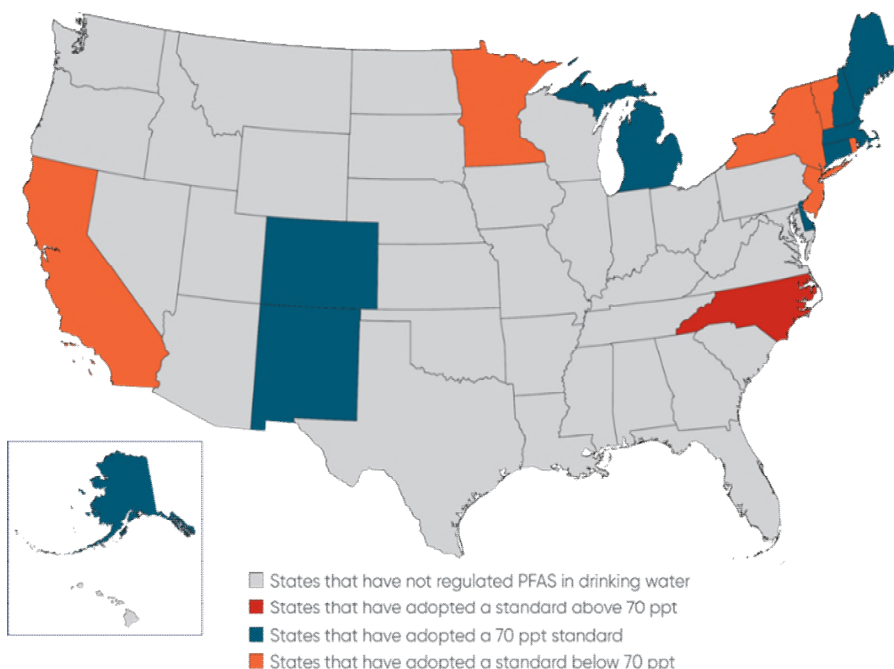 States that have not regulated PFAS in drinking water
States that have adopted a standard above 70 ppt
States that have adopted a 70 ppt standard
States that have adopted a standard below 70 ppt